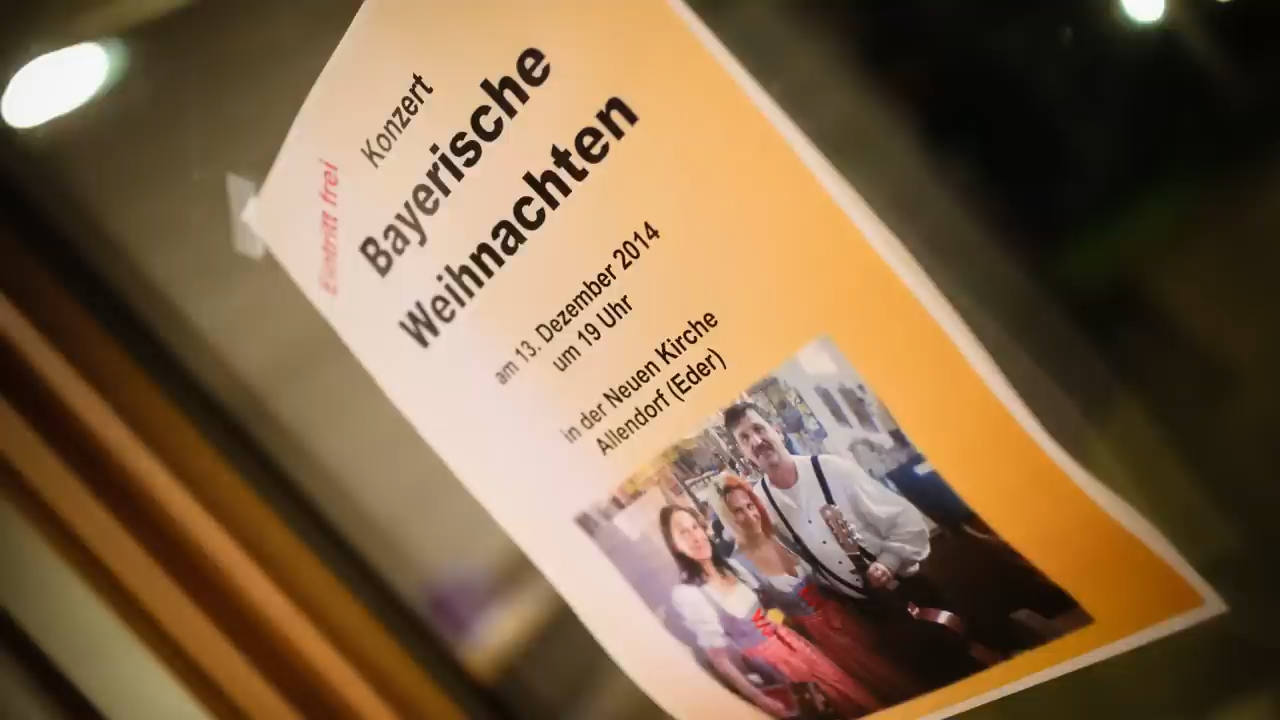 Eintritt frei
Konzert
Bayerische
Weihnachten
am 13. Dezember 2014
um 19 Uhr
in der Neuen Kirche
Allendorf (Eder)